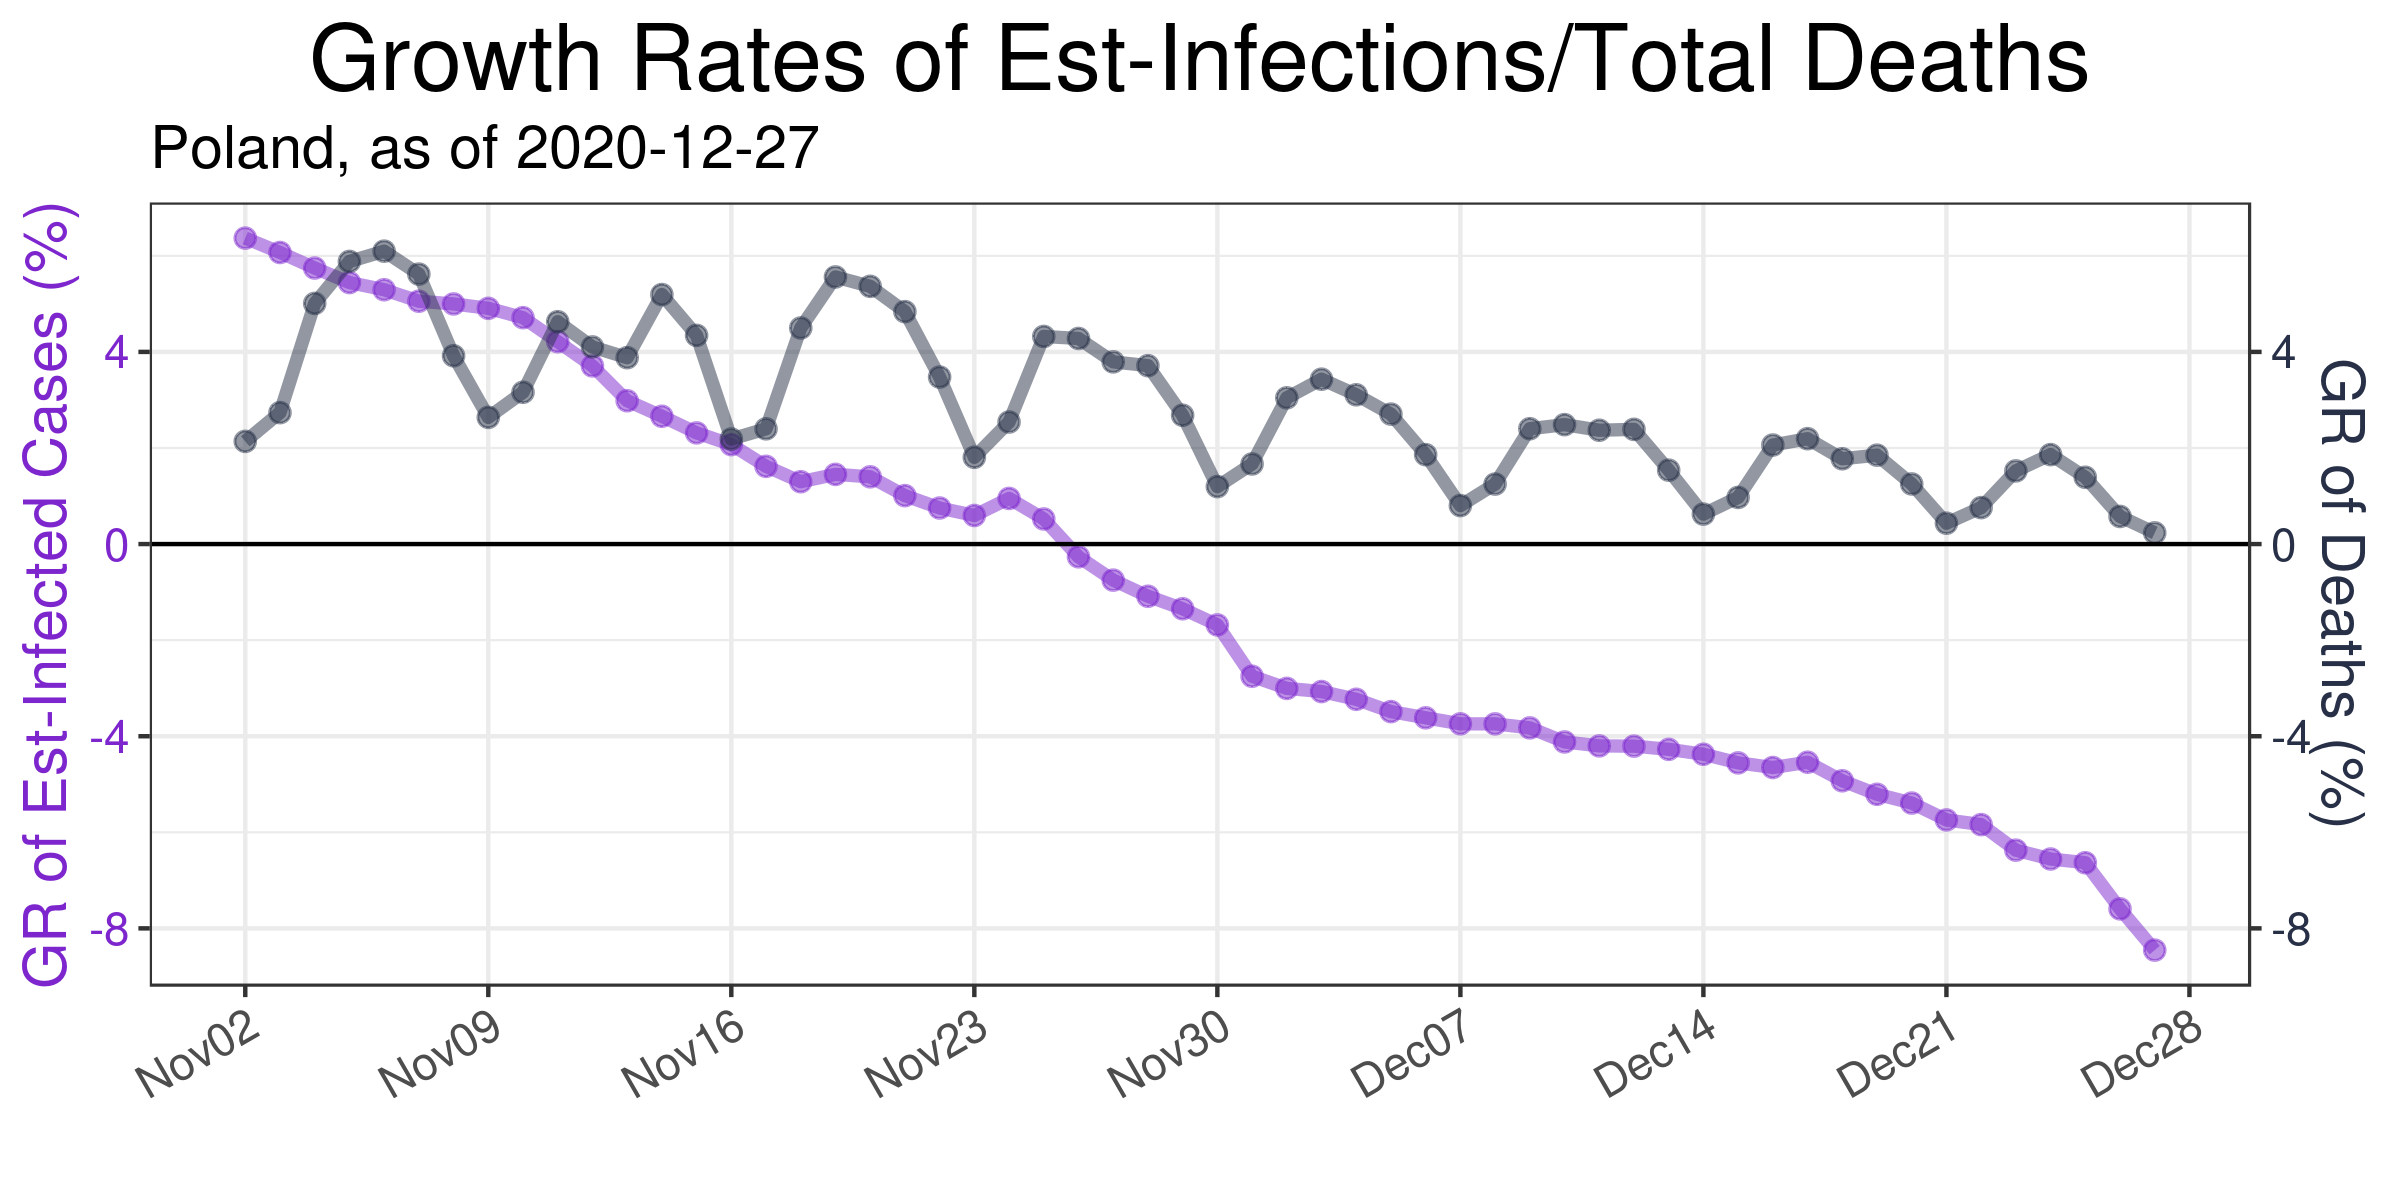 Growth Rates of Est-Infections/Total Deaths
Poland, as of 2020-12-27
GR of Est-Infected Cases (%)
4
0
-4
-8
4
0
-4
-8
GR of Deaths (%)
Nov02
Nov09
Nov16
Nov23
Nov30
Dec07
Dec14
Dec21
Dec28